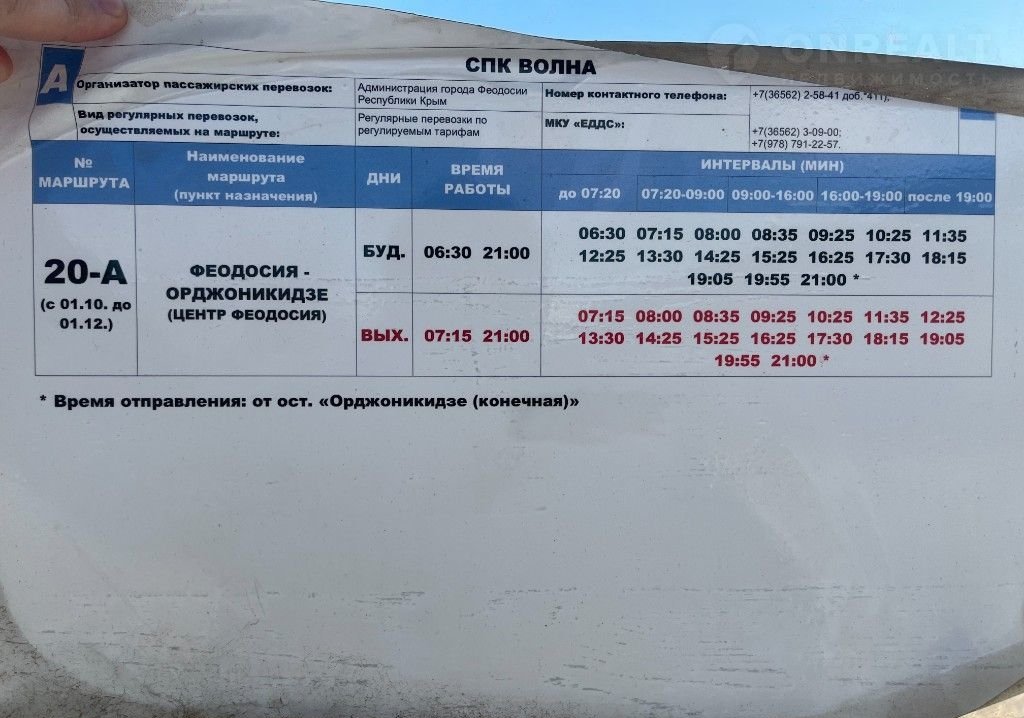 ONREALT
НЕДВИЖИМОСТЬ
СПК ВОЛНА
А
Организатор пассажирских перевозок:
Администрация города Феодосии
Республики Крым
Номер контактного телефона:
+7(36562) 2-58-41 доб.*411),
Вид регулярных перевозок,
осуществляемых на маршруте:
Регулярные перевозки по
регулируемым тарифам
МКУ «ЕДДС»:
+7(36562) 3-09-00;
+7(978) 791-22-57.
№
МАРШРУТА
Наименование
маршрута
(пункт назначения)
ДНИ
ВРЕМЯ
РАБОТЫ
ИНТЕРВАЛЫ (МИН)
до 07:20 07:20-09:00 09:00-16:00 16:00-19:00 после 19:00
20-А
(с 01.10. до
01.12.)
ФЕОДОСИЯ -
ОРДЖОНИКИДЗЕ
(ЦЕНТР ФЕОДОСИЯ)
БУД.
06:30 21:00
06:30 07:15 08:00 08:35 09:25 10:25 11:35
12:25 13:30 14:25 15:25 16:25 17:30 18:15
19:05 19:55 21:00 *
ВЫХ.
07:15 21:00
07:15 08:00 08:35 09:25 10:25 11:35 12:25
13:30 14:25 15:25 16:25 17:30 18:15 19:05
19:55 21:00 *
* Время отправления: от ост. «Орджоникидзе (конечная)»